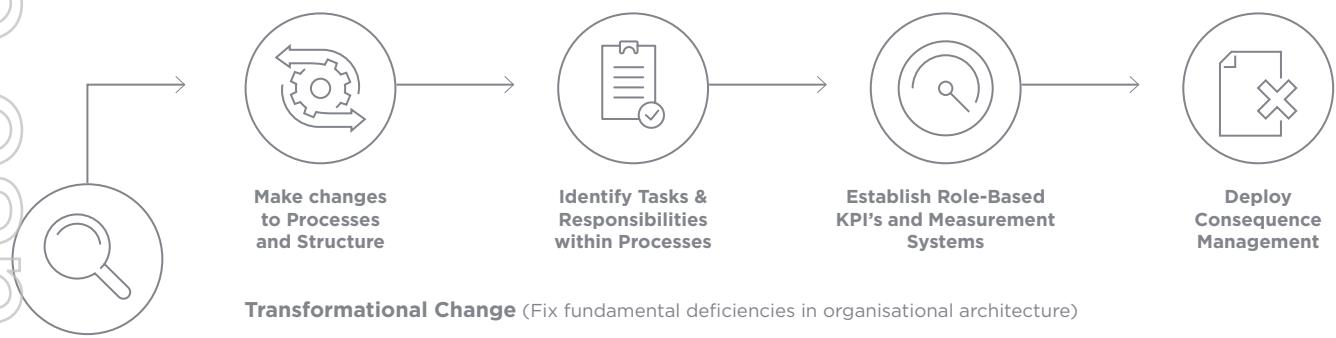 Make changes
to Processes
and Structure
Identify Tasks &
Responsibilities
within Processes
Establish Role-Based
KPI’s and Measurement
Systems
Deploy
Consequence
Management
Transformational Change (Fix fundamental deficiencies in organisational architecture)